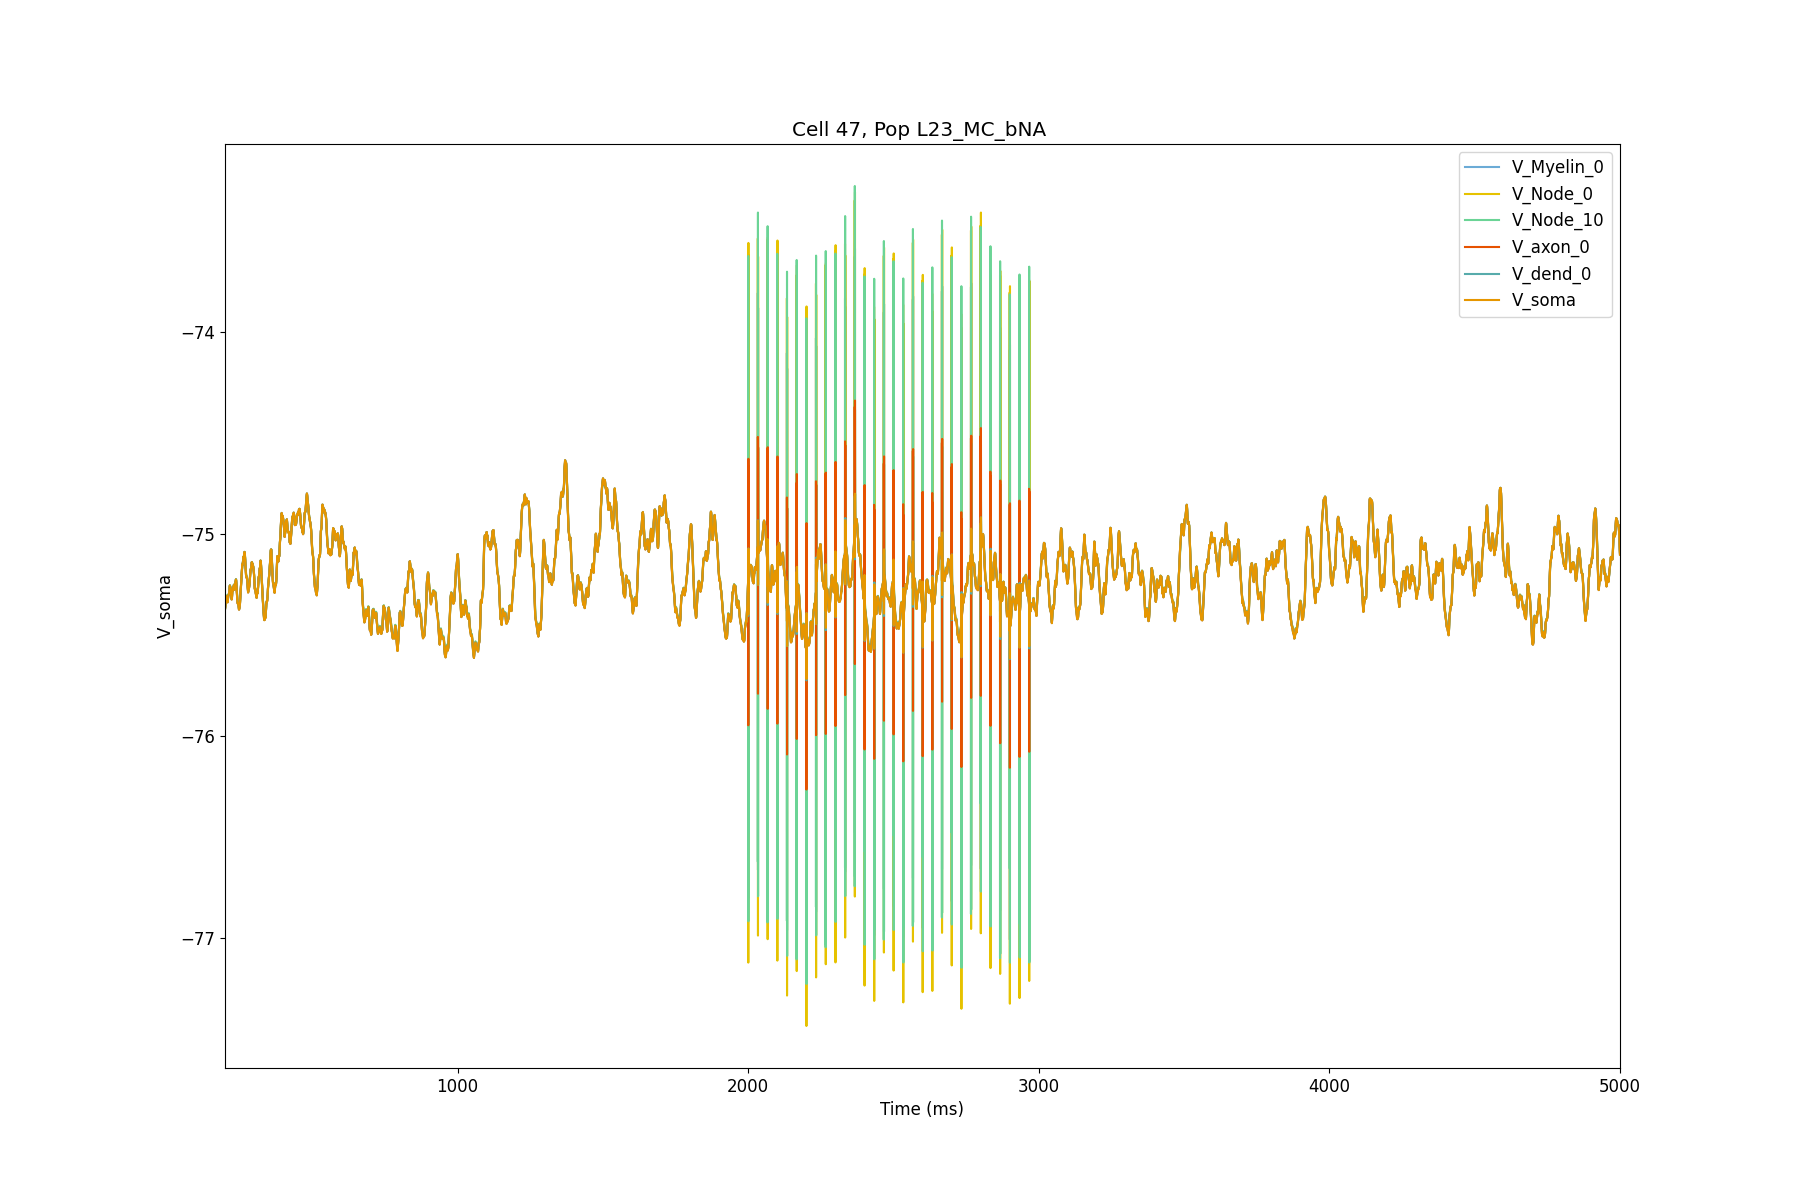 Cell 47, Pop L23_MC_bNA
V_Myelin_0
V_Node_0
V_Node_10
V_axon_0
V_dend_0
V_soma
−74
−75
−76
−77
V_soma
1000
2000
3000
4000
5000
Time (ms)